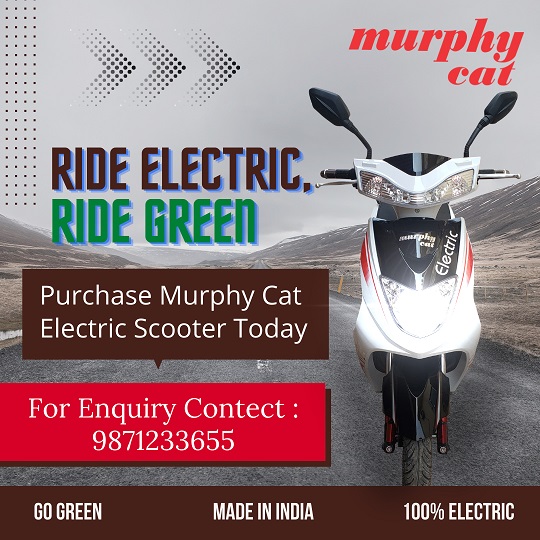 murphy
cat
RIDE ELECTRIC,
RIDE GREEN
murphy
cat
Electric
Purchase Murphy Cat
Electric Scooter Today
For Enquiry Contect :
9871233655
GO GREEN
MADE IN INDIA
100% ELECTRIC